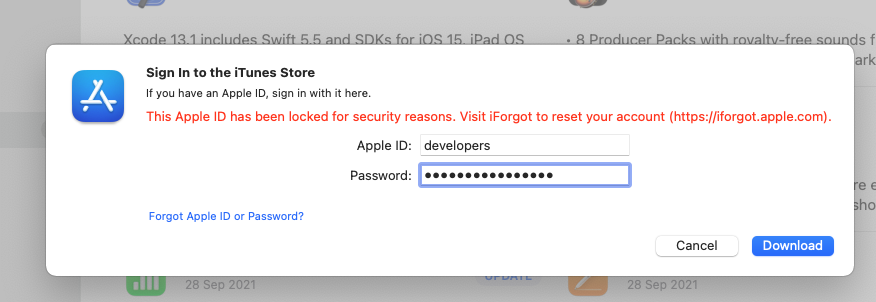 Xcode 13.1 includes Swift 5.5 and SDKs for iOS 15, iPad OS
• 8 Producer Packs with royalty-free sounds f
ark
Sign In to the iTunes Store
If you have an Apple ID, sign in with it here.
This Apple ID has been locked for security reasons. Visit iForgot to reset your account (https://iforgot.apple.com).
Apple ID: developers
Password: ●●●●●●●●●●●●●●●●
re e
sho
Forgot Apple ID or Password?
Cancel
Download
28 Sep 2021
UPDATE
28 Sep 2021